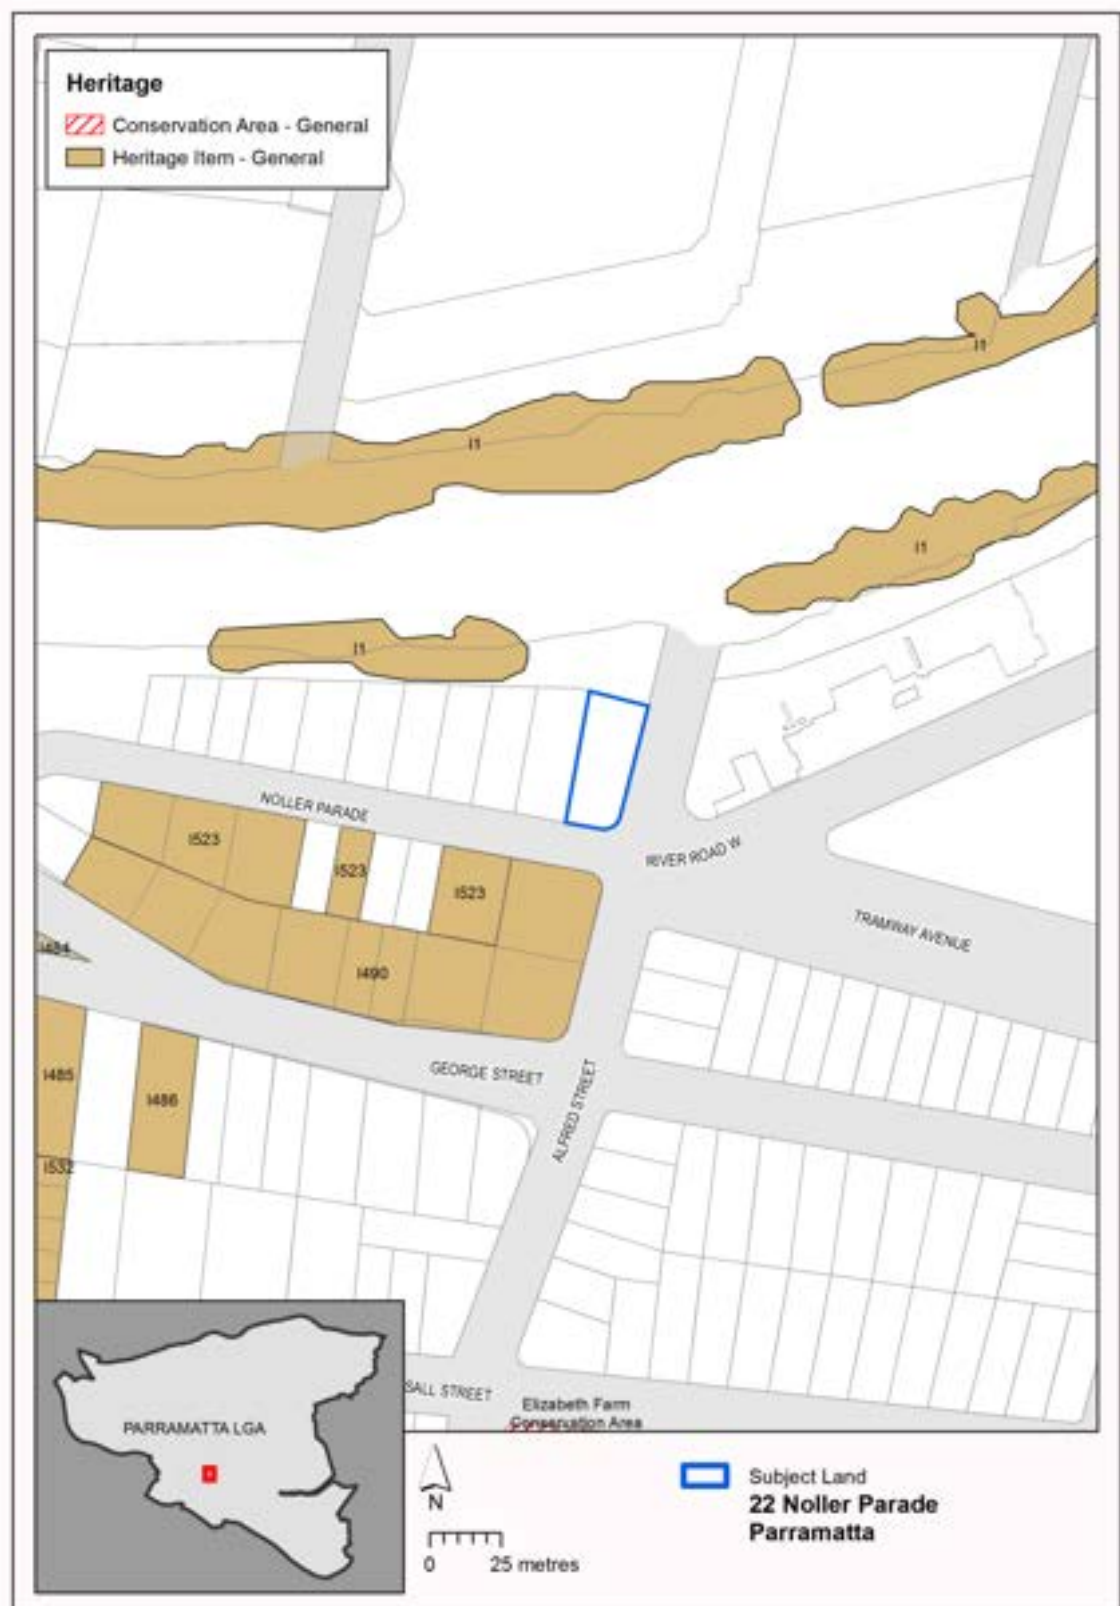 Heritage
Conservation Area - General
Heritage Item - General
I1
I1
I1
I1
NOLLER PARADE
I523
I523
I523
RIVER ROAD W
TRAMWAY AVENUE
I484
I490
GEORGE STREET
ALFRED STREET
I485
I486
I532
SALL STREET
Elizabeth Farm
Conservation Area
PARRAMATTA LGA
N
0 25 metres
Subject Land
22 Noller Parade
Parramatta